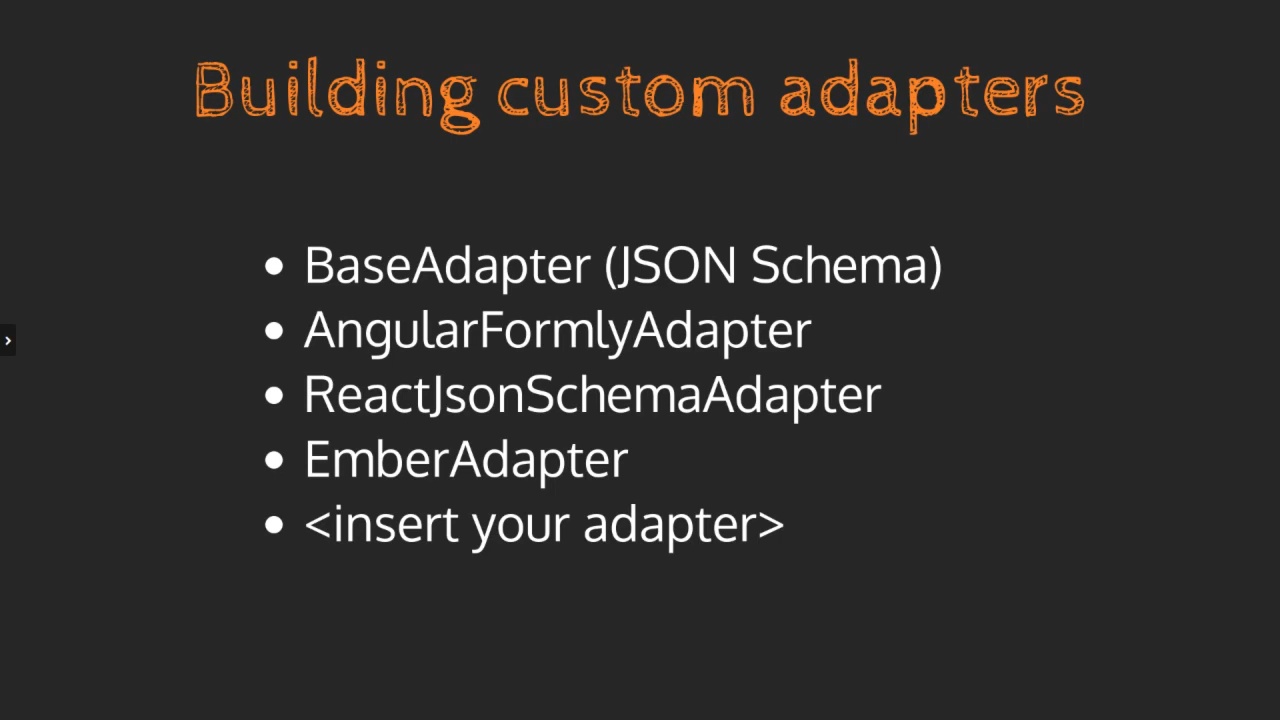 Building custom adapters
BaseAdapter (JSON Schema)
AngularFormlyAdapter
ReactJsonSchemaAdapter
EmberAdapter
<insert your adapter>